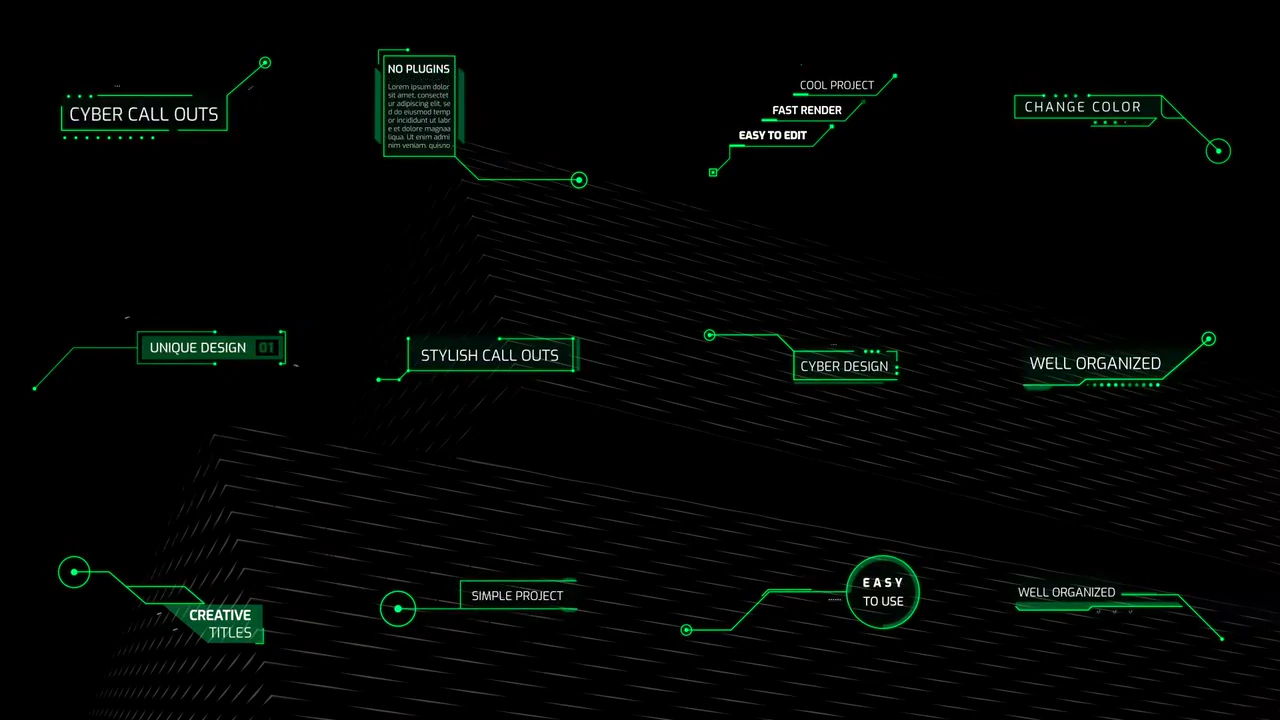 CYBER CALL OUTS
NO PLUGINS
Lorem ipsum dolor
sit amet, consectet
ur adipiscing elit, se
d do eiusmod temp
or incididunt ut labr
e et dolore magnaa
liqua. Ut enim admi
nim veniam, quisno
COOL PROJECT
FAST RENDER
EASY TO EDIT
CHANGE COLOR
UNIQUE DESIGN 01
STYLISH CALL OUTS
CYBER DESIGN
WELL ORGANIZED
CREATIVE
TITLES
SIMPLE PROJECT
EASY
TO USE
WELL ORGANIZED